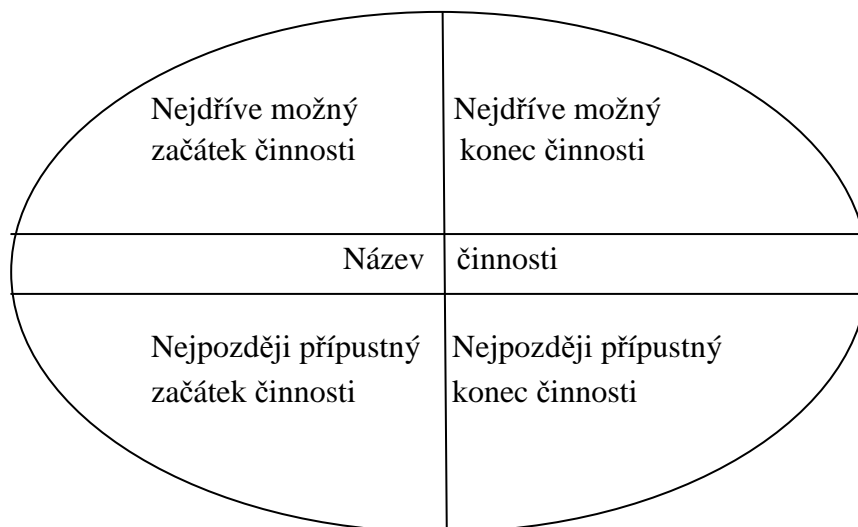 Nejdříve možný
začátek činnosti
Nejdříve možný
konec činnosti
Název činnosti
Nejpozději přípustný
začátek činnosti
Nejpozději přípustný
konec činnosti